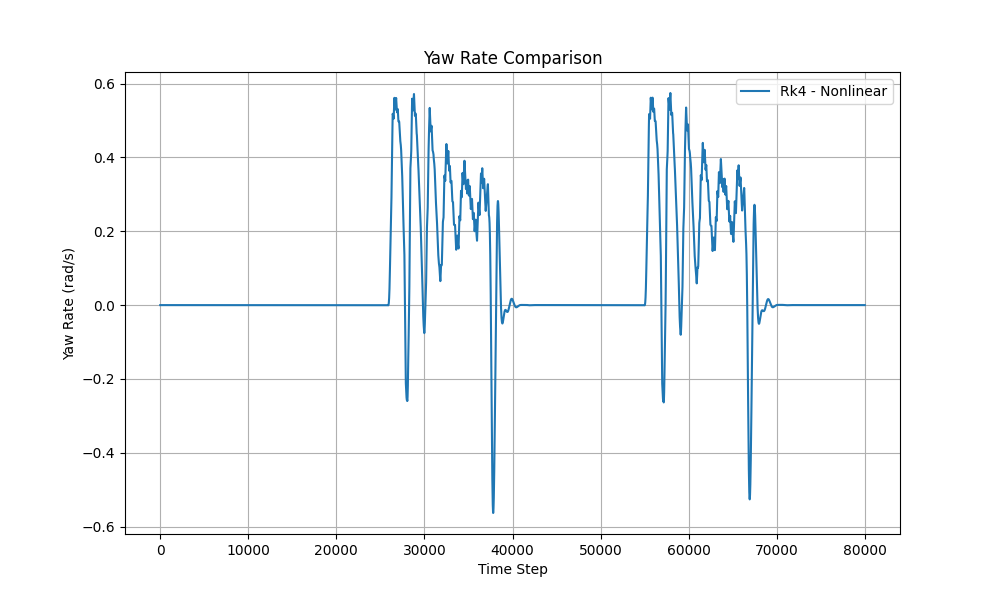 Yaw Rate Comparison
Rk4 - Nonlinear
Yaw Rate (rad/s)
0.6
0.4
0.2
0.0
−0.2
−0.4
−0.6
0 10000 20000 30000 40000 50000 60000 70000 80000
Time Step